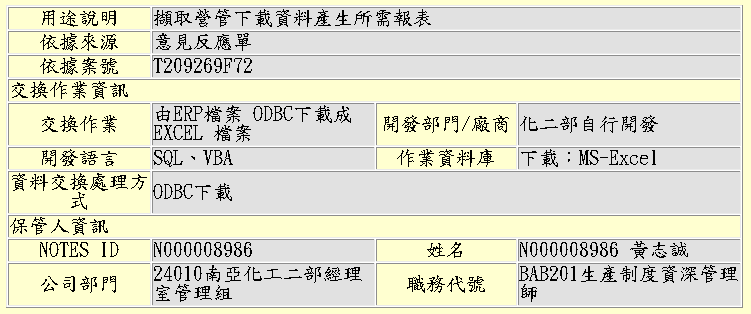 用途說明 擷取營管下載資料產生所需報表
依據來源 意見反應單
依據案號 T209269F72
交換作業資訊
交換作業 由ERP檔案 ODBC下載成EXCEL 檔案 開發部門/廠商 化二部自行開發
開發語言 SQL、VBA 作業資料庫 下載：MS-Excel
資料交換處理方式 ODBC下載
保管人資訊
NOTES ID N000008986 姓名 N000008986 黃志誠
公司部門 24010南亞化工二部經理室管理組 職務代號 BAB201生產制度資深管理師